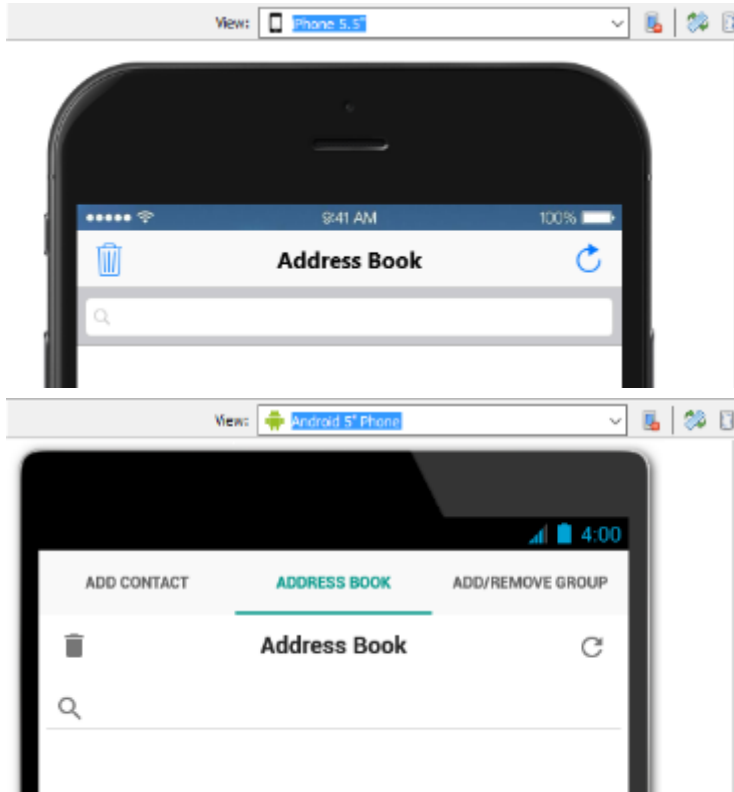 View: iPhone 5.5"
9:41 AM 100%
Address Book
View: Android 5" Phone
4:00
ADD CONTACT ADDRESS BOOK ADD/REMOVE GROUP
Address Book